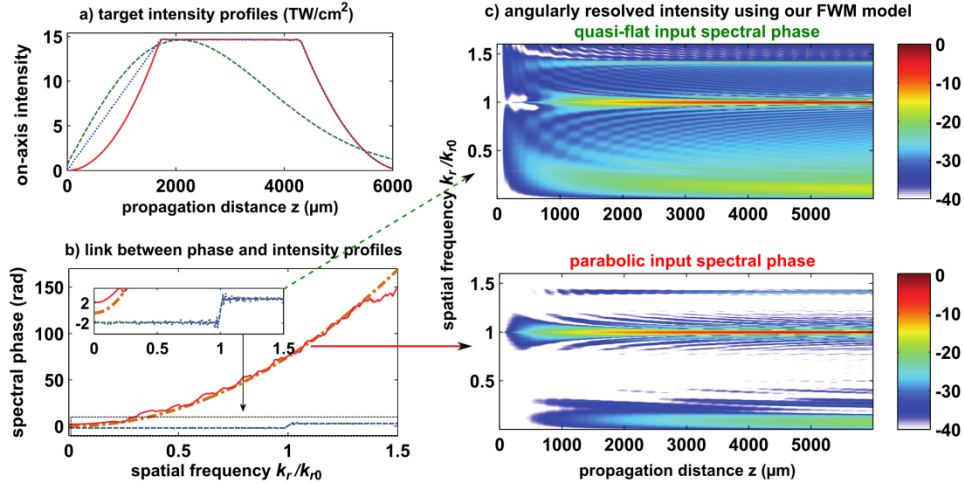 a) target intensity profiles (TW/cm²)
on-axis intensity
15
10
5
0
0 2000 4000 6000
propagation distance z (µm)
b) link between phase and intensity profiles
spectral phase (rad)
150
100
50
0
2
0
-2
0 0.5 1 1.5
0 0.5 1 1.5
spatial frequency kr/kr0
c) angularly resolved intensity using our FWM model
quasi-flat input spectral phase
spatial frequency kr/kr0
1.5
1
0.5
1000 2000 3000 4000 5000
0
-10
-20
-30
-40
parabolic input spectral phase
1.5
1
0.5
1000 2000 3000 4000 5000
propagation distance z (µm)
0
-10
-20
-30
-40